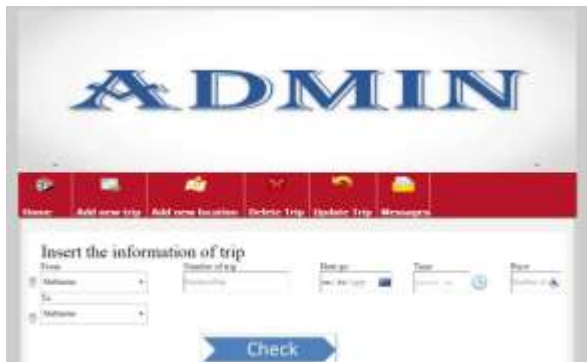 ADMIN
Home Add new trip Add new location Delete Trip Update Trip Messages
Insert the information of trip
From Number of trip Date go Time Price
To
Check